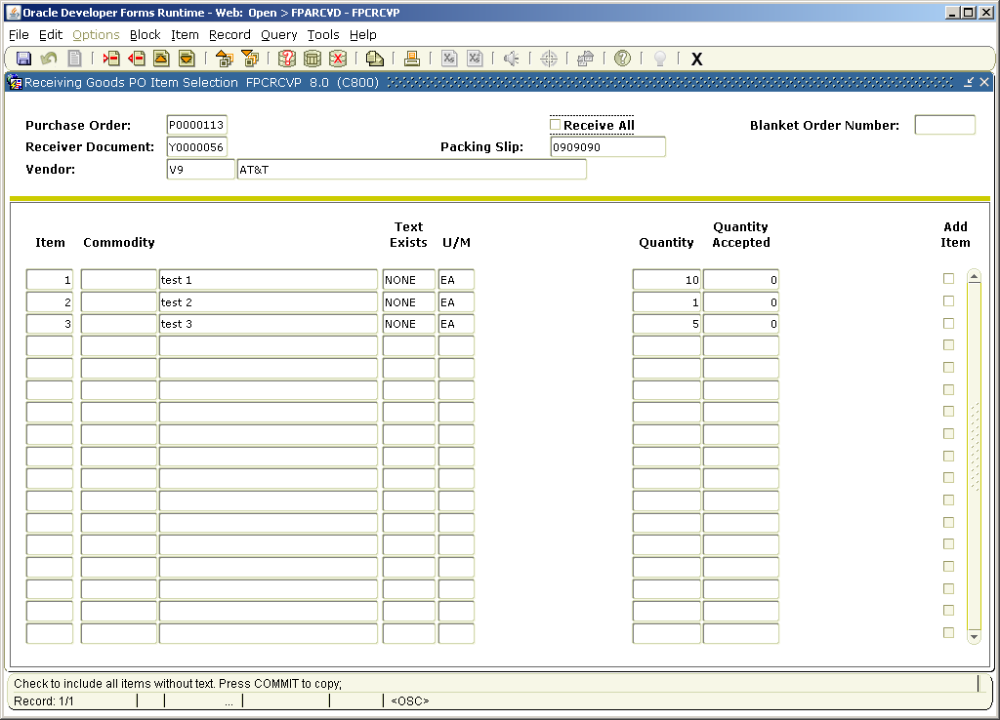 Oracle Developer Forms Runtime - Web: Open > FPARCVD - FPCRCVP
File Edit Options Block Item Record Query Tools Help
X
Receiving Goods PO Item Selection FPCRCVP 8.0 (C800)
Purchase Order: P0000113 Receive All Blanket Order Number:
Receiver Document: Y0000056 Packing Slip: 0909090
Vendor: V9 AT&T
Text Quantity Add
Item Commodity Exists U/M Quantity Accepted Item
1 test 1 NONE EA 10 0
2 test 2 NONE EA 1 0
3 test 3 NONE EA 5 0
Check to include all items without text. Press COMMIT to copy;
Record: 1/1 ... <OSC>